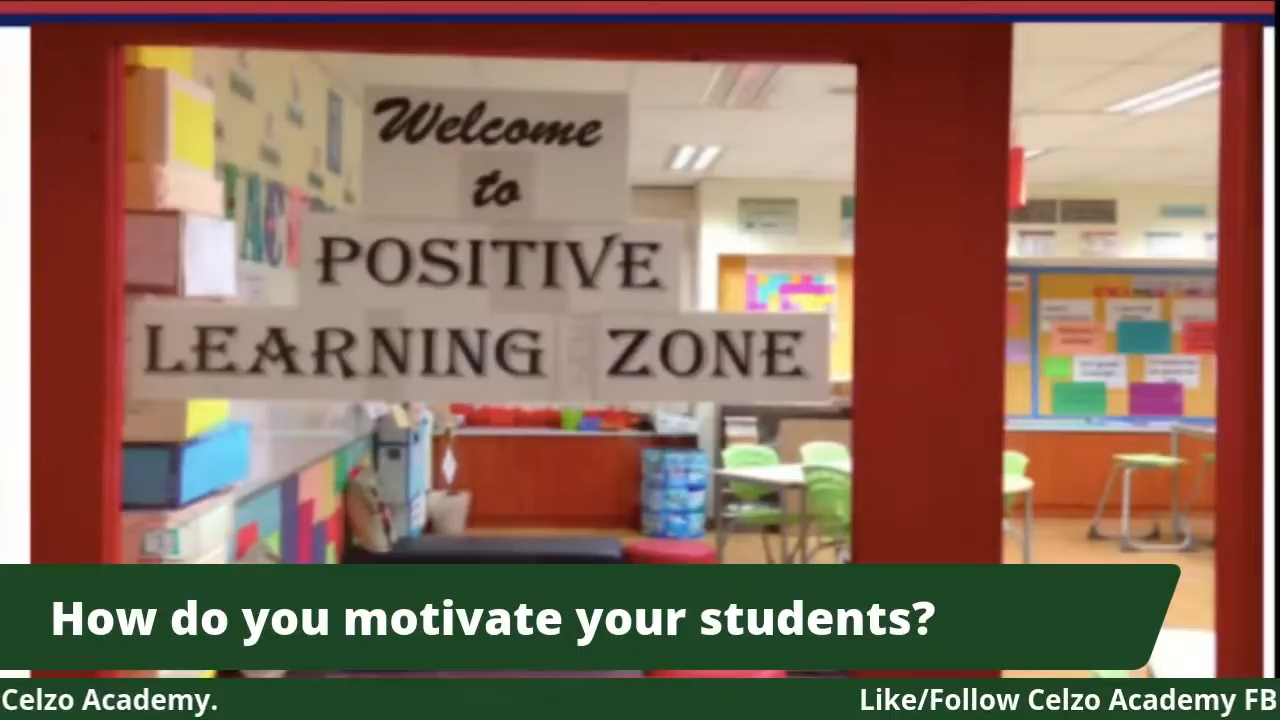 Welcome
to
POSITIVE
LEARNING ZONE
How do you motivate your students?
Celzo Academy.
Like/Follow Celzo Academy FB